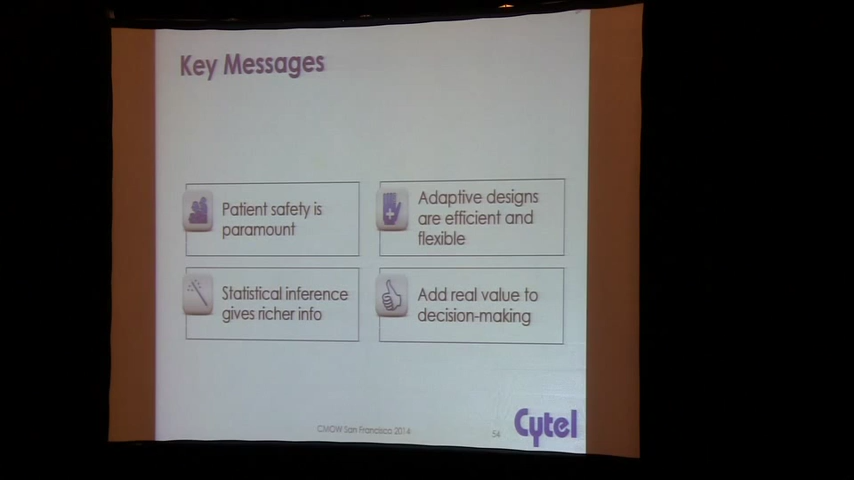 Key Messages
Patient safety is
paramount
Adaptive designs
are efficient and
flexible
Statistical inference
gives richer info
Add real value to
decision-making
CMOW San Francisco 2014
54
Cytel